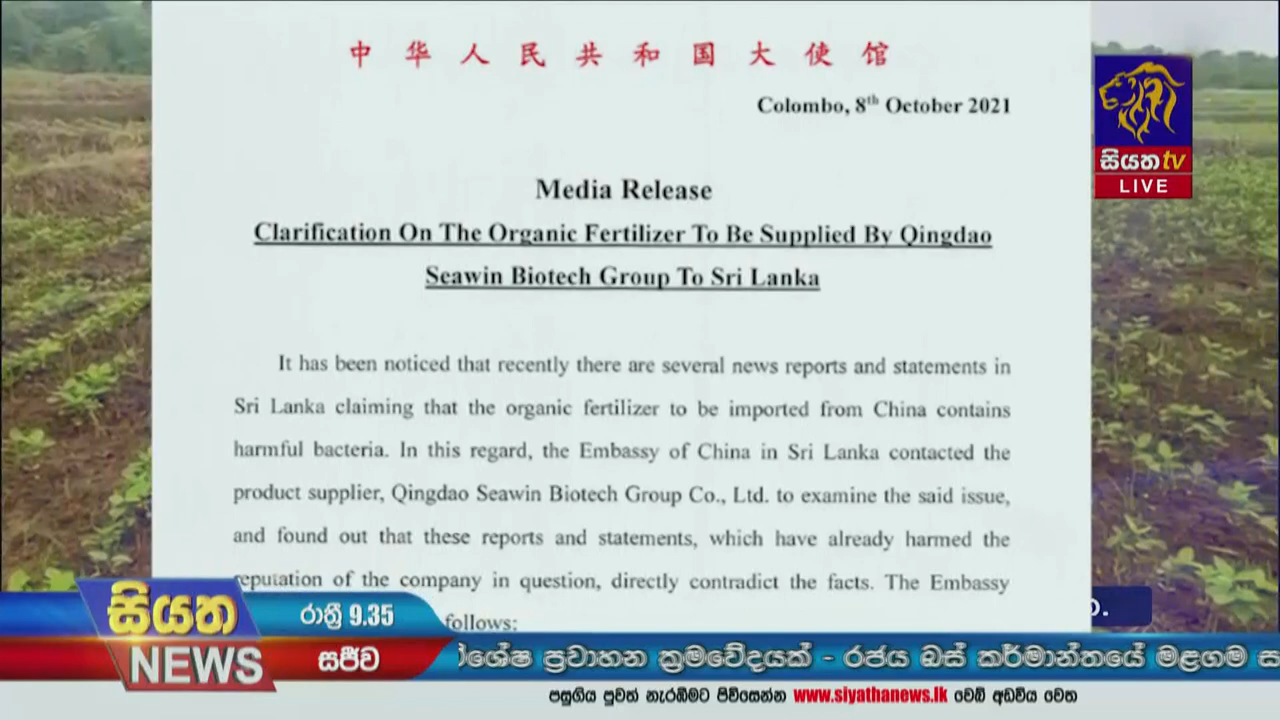 中华人民共和国大使馆
Colombo, 8th October 2021
Media Release
Clarification On The Organic Fertilizer To Be Supplied By Qingdao
Seawin Biotech Group To Sri Lanka
It has been noticed that recently there are several news reports and statements in
Sri Lanka claiming that the organic fertilizer to be imported from China contains
harmful bacteria. In this regard, the Embassy of China in Sri Lanka contacted the
product supplier, Qingdao Seawin Biotech Group Co., Ltd. to examine the said issue,
and found out that these reports and statements, which have already harmed the
reputation of the company in question, directly contradict the facts. The Embassy
follows:
සියත tv
LIVE
සියත
NEWS
රාත්‍රී 9.35
සජීව
විශේෂ ප්‍රවාහන ක්‍රමවේදයක් - රජය බස් කර්මාන්තයේ මළගම ස
පසුගිය පුවත් නැරඹීමට පිවිසෙන්න www.siyathanews.lk වෙබ් අඩවිය වෙත